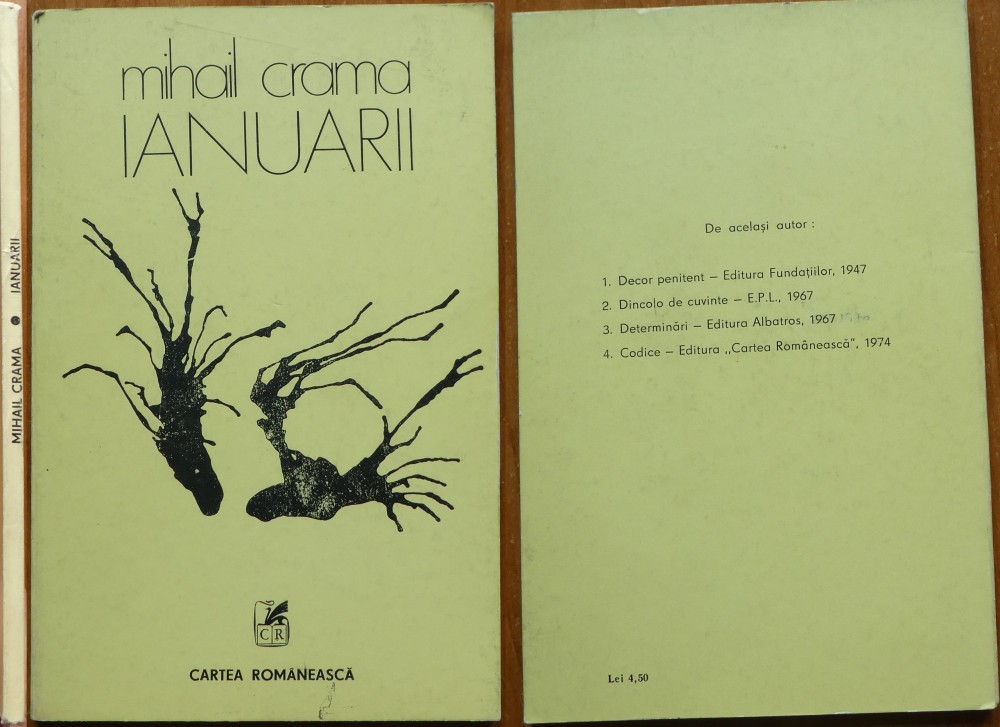 MIHAIL CRAMA ● IANUARII
mihail crama
IANUARII
CR
CARTEA ROMÂNEASCĂ
De același autor :
1. Decor penitent – Editura Fundațiilor, 1947
2. Dincolo de cuvinte – E.P.L., 1967
3. Determinări – Editura Albatros, 1967
4. Codice – Editura ,,Cartea Românească", 1974
Lei 4,50